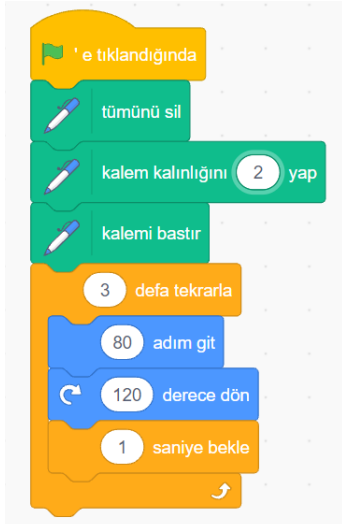 ' e tıklandığında
tümünü sil
kalem kalınlığını 2 yap
kalemi bastır
3 defa tekrarla
80 adım git
120 derece dön
1 saniye bekle